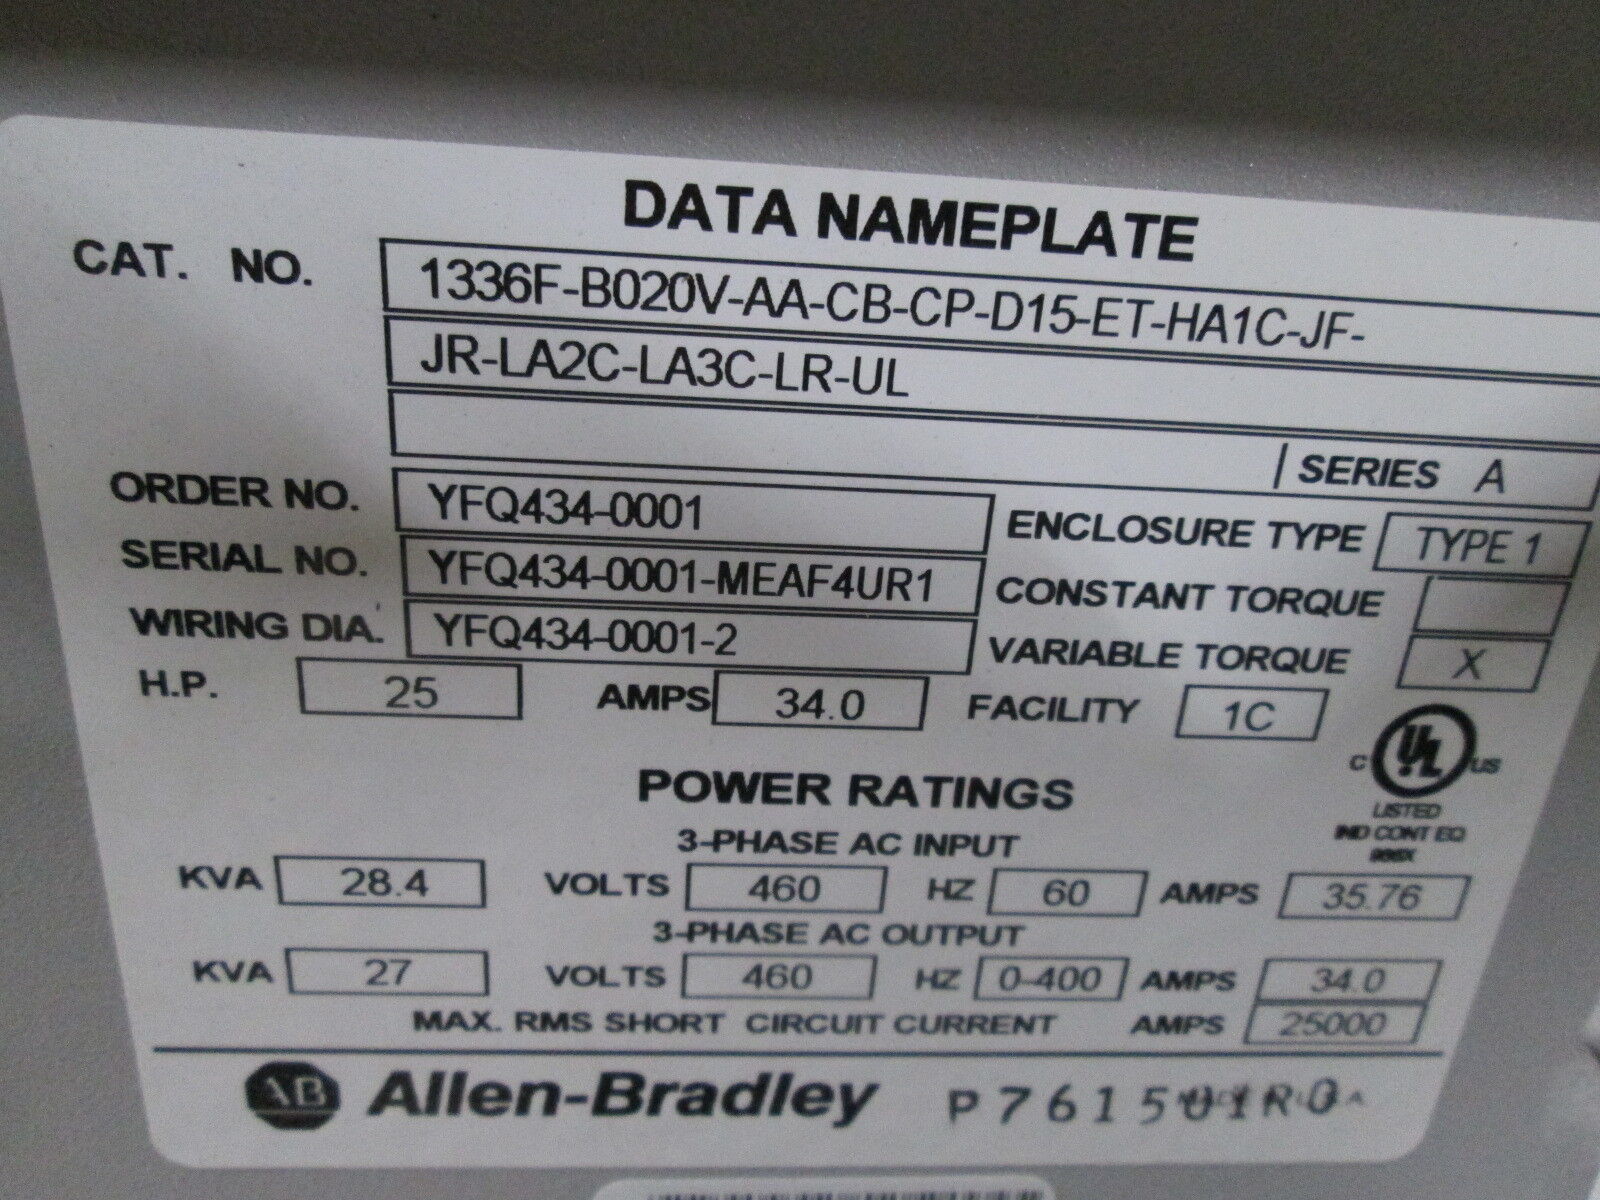 DATA NAMEPLATE
CAT. NO. 1336F-B020V-AA-CB-CP-D15-ET-HA1C-JF-
JR-LA2C-LA3C-LR-UL
SERIES A
ORDER NO. YFQ434-0001 ENCLOSURE TYPE TYPE 1
SERIAL NO. YFQ434-0001-MEAF4UR1 CONSTANT TORQUE
WIRING DIA. YFQ434-0001-2 VARIABLE TORQUE X
H.P. 25 AMPS 34.0 FACILITY 1C
C UL US
LISTED
IND CONT EQ
POWER RATINGS
3-PHASE AC INPUT
KVA 28.4 VOLTS 460 HZ 60 AMPS 35.76
3-PHASE AC OUTPUT
KVA 27 VOLTS 460 HZ 0-400 AMPS 34.0
MAX. RMS SHORT CIRCUIT CURRENT AMPS 25000
AB Allen-Bradley P761501R0